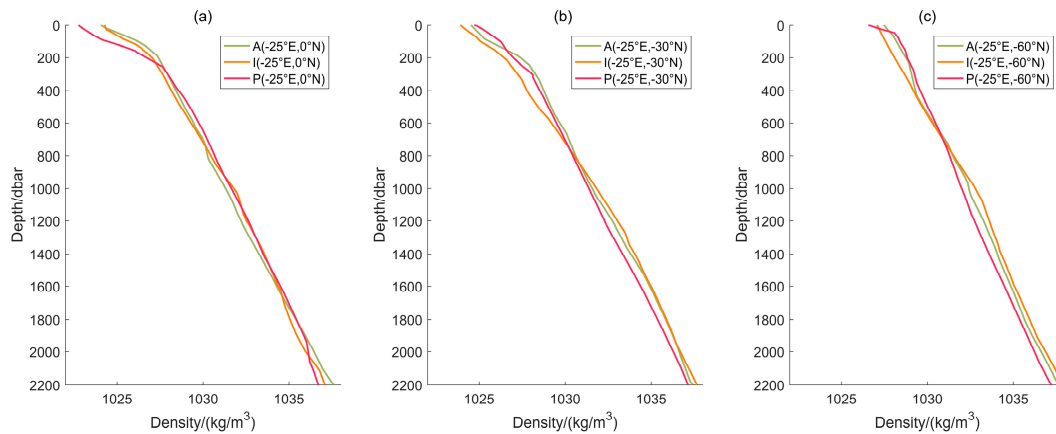 (a)
0
200
400
600
800
1000
1200
1400
1600
1800
2000
2200
Depth/dbar
1025
1030
1035
Density/(kg/m³)
A(-25°E,0°N)
I(-25°E,0°N)
P(-25°E,0°N)
(b)
0
200
400
600
800
1000
1200
1400
1600
1800
2000
2200
Depth/dbar
1025
1030
1035
Density/(kg/m³)
A(-25°E,-30°N)
I(-25°E,-30°N)
P(-25°E,-30°N)
(c)
0
200
400
600
800
1000
1200
1400
1600
1800
2000
2200
Depth/dbar
1025
1030
1035
Density/(kg/m³)
A(-25°E,-60°N)
I(-25°E,-60°N)
P(-25°E,-60°N)